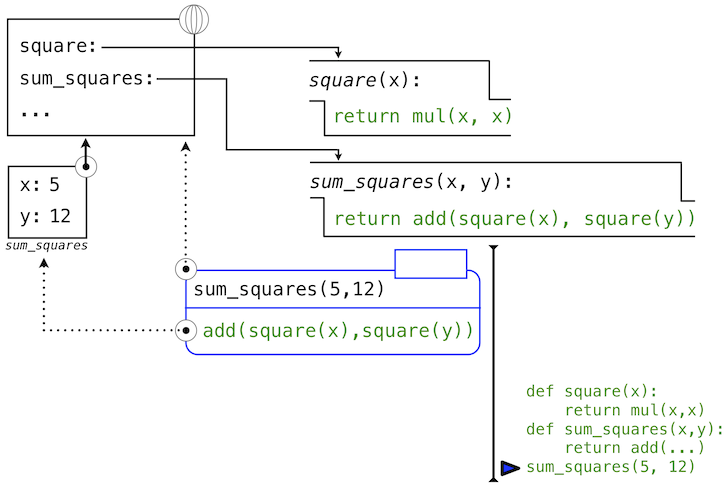 square:
sum_squares:
...
square(x):
return mul(x, x)
x: 5
y: 12
sum_squares
sum_squares(x, y):
return add(square(x), square(y))
sum_squares(5,12)
add(square(x),square(y))
def square(x):
    return mul(x,x)
def sum_squares(x,y):
    return add(...)
sum_squares(5, 12)